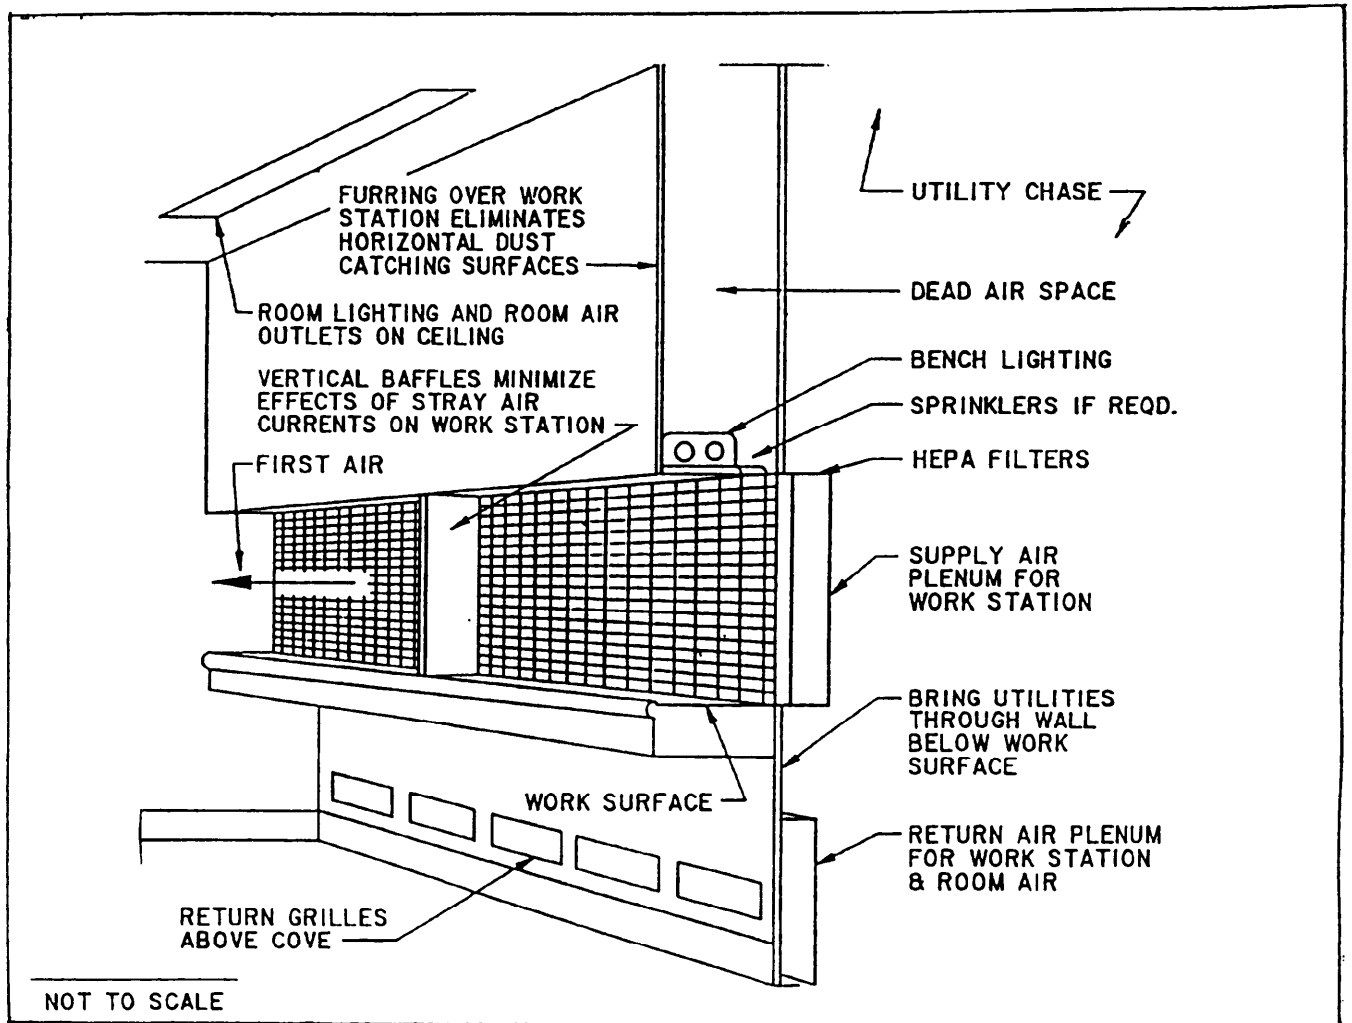 FURRING OVER WORK
STATION ELIMINATES
HORIZONTAL DUST
CATCHING SURFACES
ROOM LIGHTING AND ROOM AIR
OUTLETS ON CEILING
VERTICAL BAFFLES MINIMIZE
EFFECTS OF STRAY AIR
CURRENTS ON WORK STATION
FIRST AIR
UTILITY CHASE
DEAD AIR SPACE
BENCH LIGHTING
SPRINKLERS IF REQD.
HEPA FILTERS
SUPPLY AIR
PLENUM FOR
WORK STATION
BRING UTILITIES
THROUGH WALL
BELOW WORK
SURFACE
WORK SURFACE
RETURN AIR PLENUM
FOR WORK STATION
& ROOM AIR
RETURN GRILLES
ABOVE COVE
NOT TO SCALE